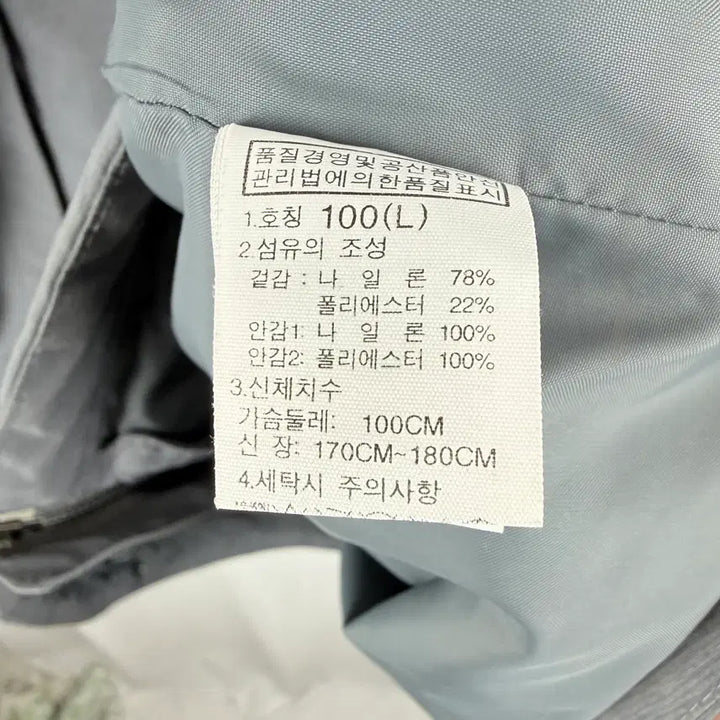 품질경영및공산품안전
관리법에의한품질표시
1.호칭 100(L)
2.섬유의 조성
겉감 : 나 일 론 78%
폴리에스터 22%
안감1: 나 일 론 100%
안감2: 폴리에스터 100%
3.신체치수
가슴둘레: 100CM
신 장: 170CM~180CM
4.세탁시 주의사항